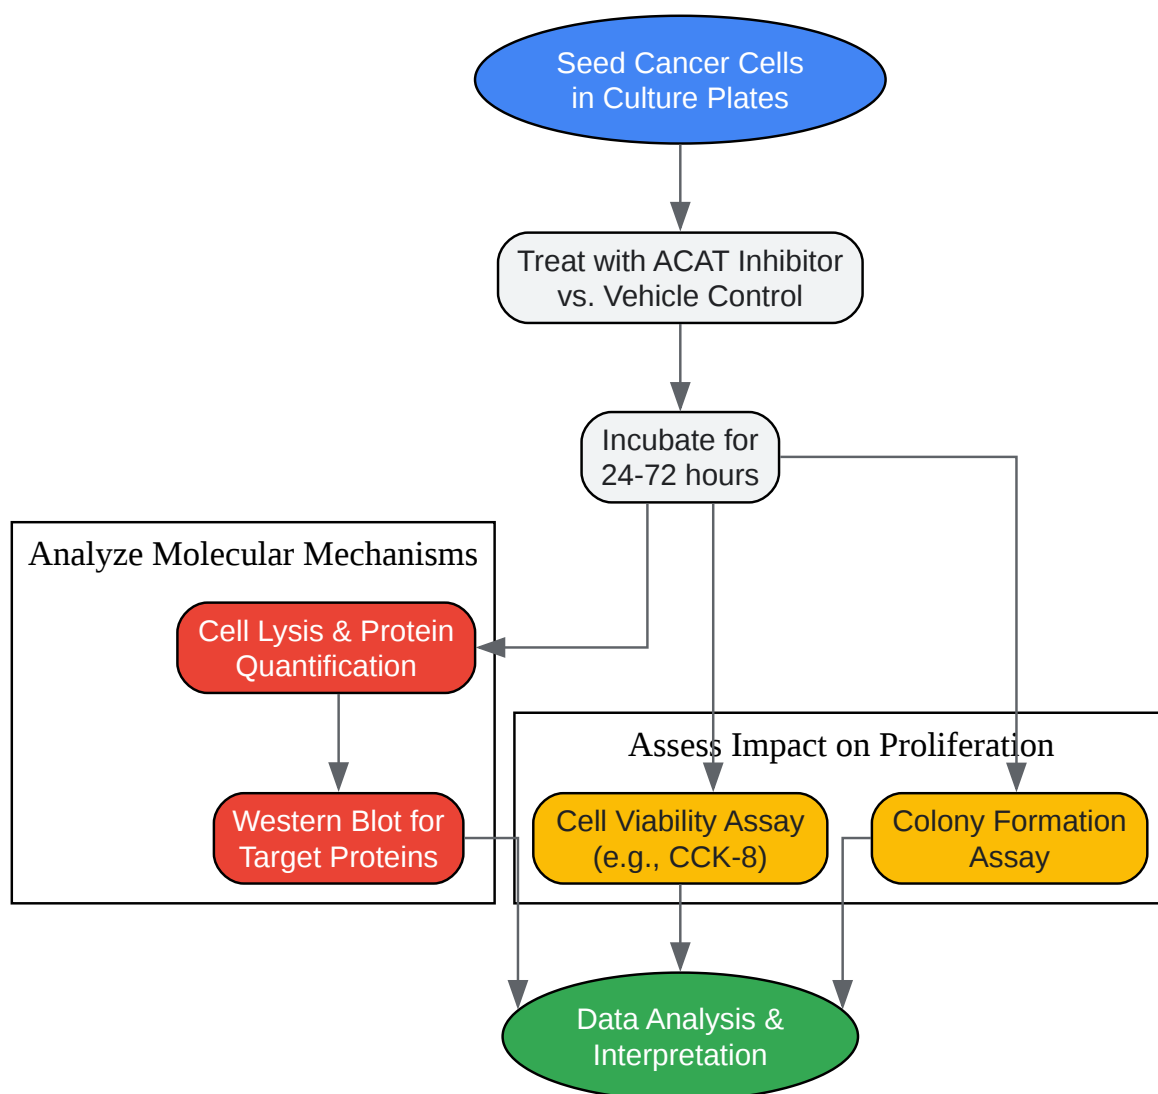 Seed Cancer Cells
in Culture Plates
Treat with ACAT Inhibitor
vs. Vehicle Control
Incubate for
24-72 hours
Analyze Molecular Mechanisms
Cell Lysis & Protein
Quantification
Western Blot for
Target Proteins
Assess Impact on Proliferation
Cell Viability Assay
(e.g., CCK-8)
Colony Formation
Assay
Data Analysis &
Interpretation